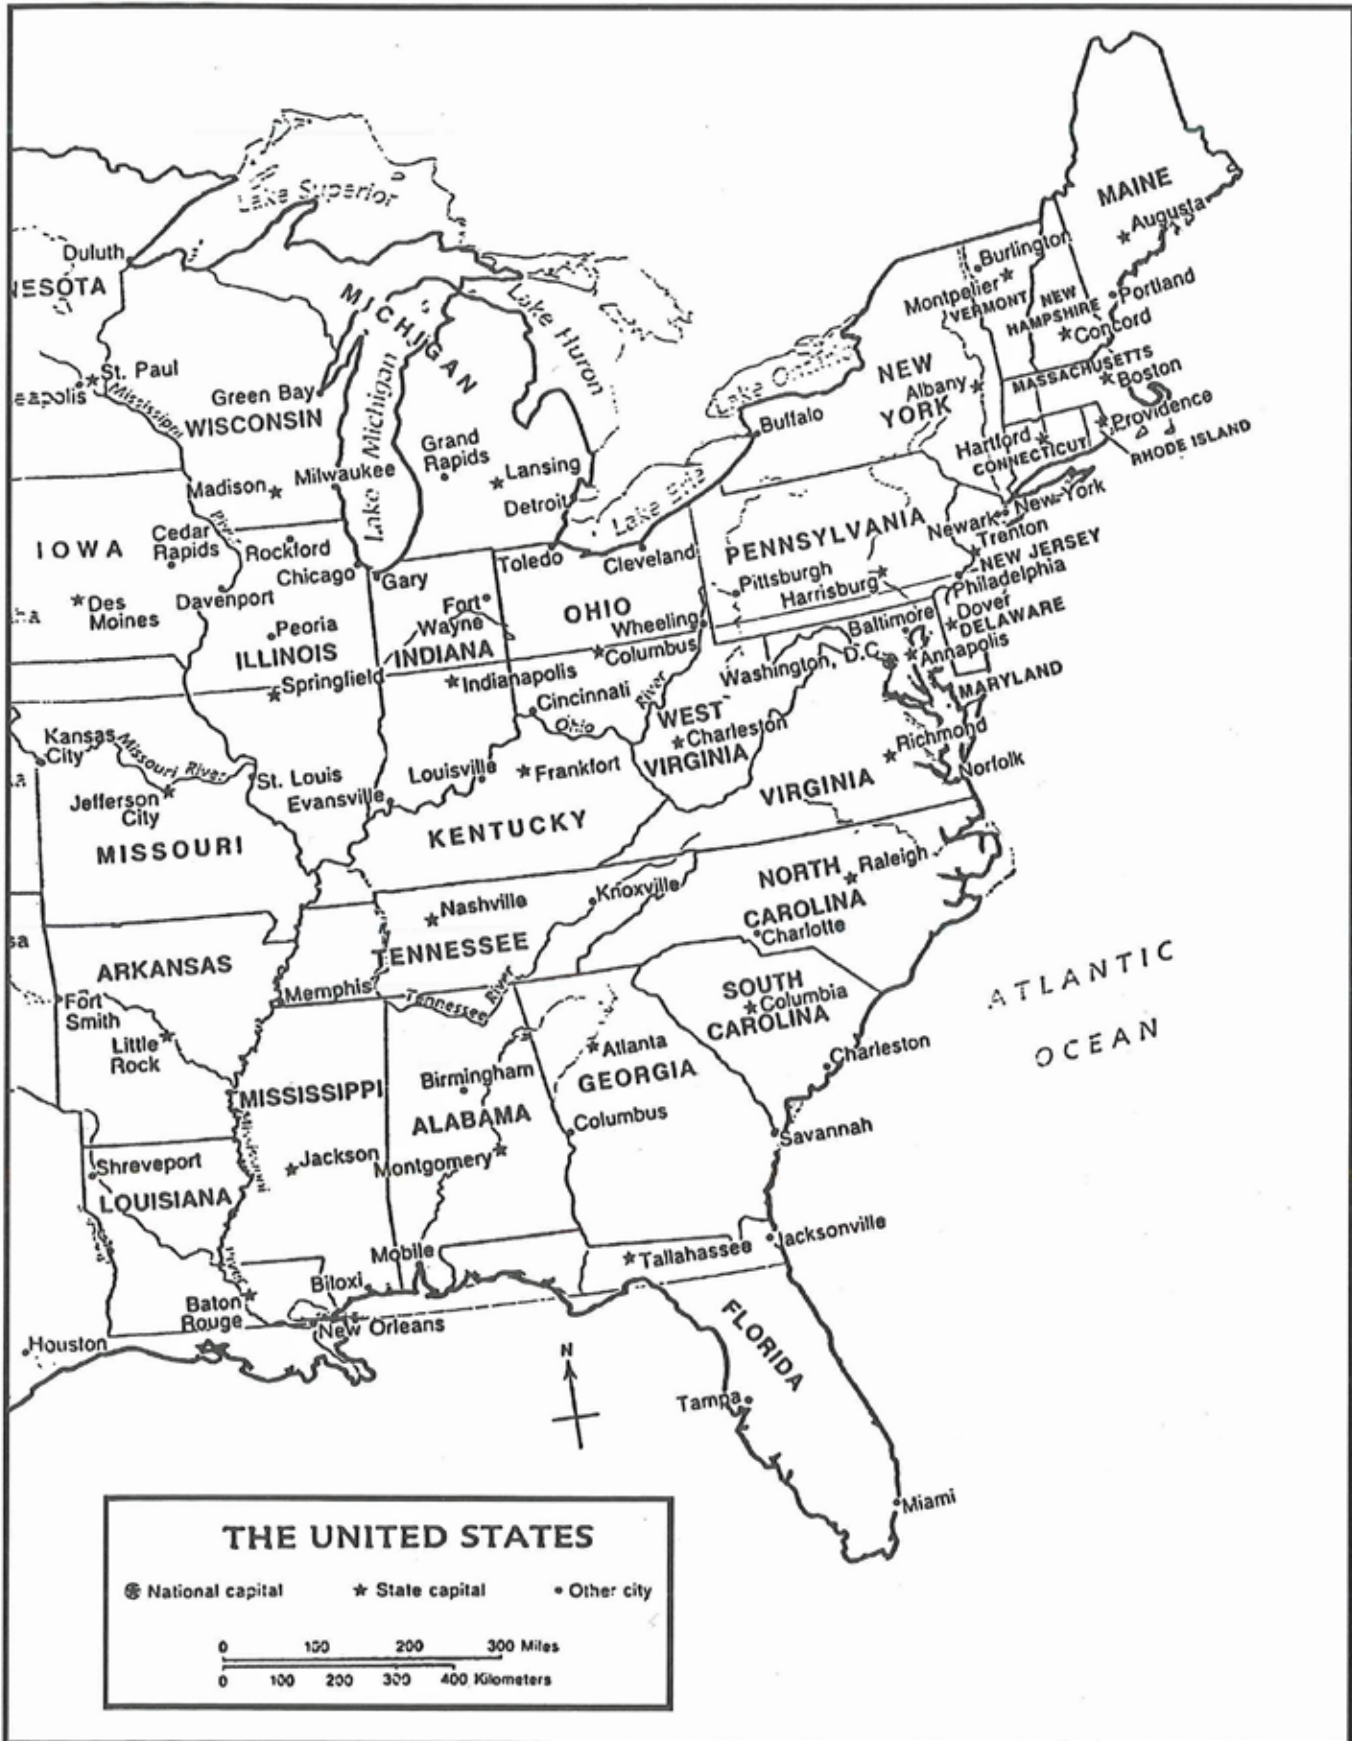 MAINE
Augusta
Lake Superior
Burlington
Duluth
NESOTA
Montpelier
VERMONT
NEW
HAMPSHIRE
Portland
Concord
MICHIGAN
Lake Huron
St. Paul
eapolis
Mississippi
Green Bay
WISCONSIN
Lake Michigan
Lake Ontario
NEW
YORK
Albany
MASSACHUSETTS
Boston
Buffalo
Providence
Hartford
CONNECTICUT
RHODE ISLAND
Grand
Rapids
Lansing
Milwaukee
Madison
Detroit
Lake Erie
New York
Newark
Trenton
PENNSYLVANIA
IOWA
Cedar
Rapids
River
Rockford
Chicago
Gary
Toledo
Cleveland
NEW JERSEY
Philadelphia
Pittsburgh
Harrisburg
Des
Moines
Davenport
Fort
Wayne
OHIO
Wheeling
Baltimore
Dover
DELAWARE
Peoria
ILLINOIS
INDIANA
Columbus
Washington, D.C.
Annapolis
Springfield
Indianapolis
Cincinnati
Ohio
River
MARYLAND
WEST
VIRGINIA
Charleston
Richmond
Kansas
City
Missouri River
St. Louis
Louisville
Frankfort
Norfolk
Jefferson
City
Evansville
VIRGINIA
MISSOURI
KENTUCKY
NORTH
CAROLINA
Raleigh
Nashville
Knoxville
Charlotte
TENNESSEE
ARKANSAS
Memphis
Tennessee
River
SOUTH
CAROLINA
Columbia
ATLANTIC
OCEAN
Fort
Smith
Little
Rock
Atlanta
GEORGIA
Charleston
MISSISSIPPI
Birmingham
ALABAMA
Columbus
Savannah
Mississippi
Jackson
Montgomery
Shreveport
LOUISIANA
River
Jacksonville
Tallahassee
Mobile
Biloxi
Baton
Rouge
New Orleans
Houston
FLORIDA
N
Tampa
Miami
THE UNITED STATES
National capital
State capital
Other city
0 100 200 300 Miles
0 100 200 300 400 Kilometers